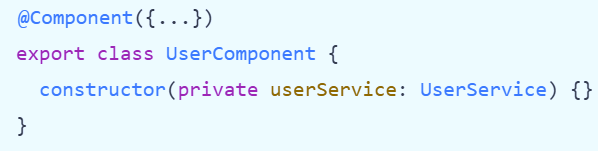 @Component({...})
export class UserComponent {
  constructor(private userService: UserService) {}
}